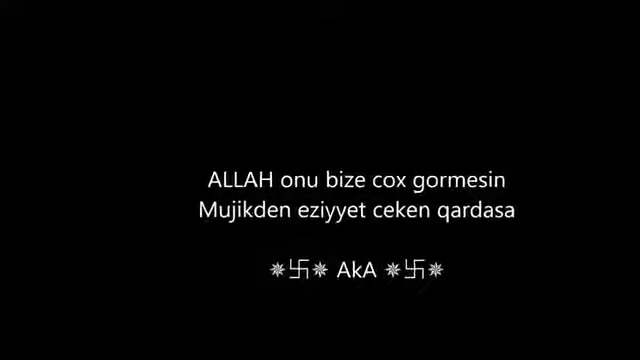 ALLAH onu bize cox gormesin
Mujikden eziyyet ceken qardasa
✵卐✵ AkA ✵卐✵